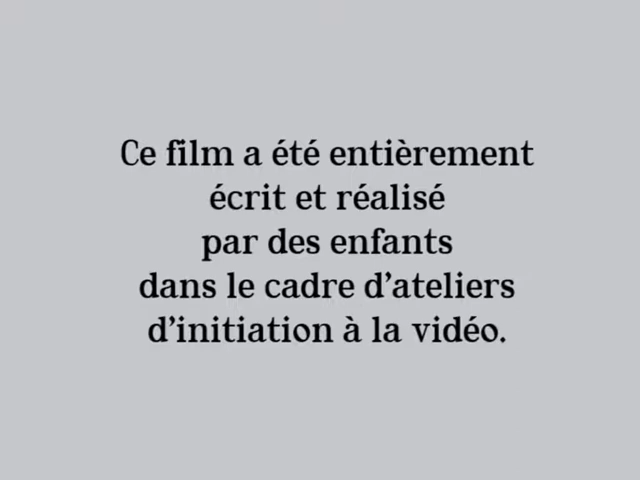 Ce film a été entièrement
écrit et réalisé
par des enfants
dans le cadre d’ateliers
d’initiation à la vidéo.